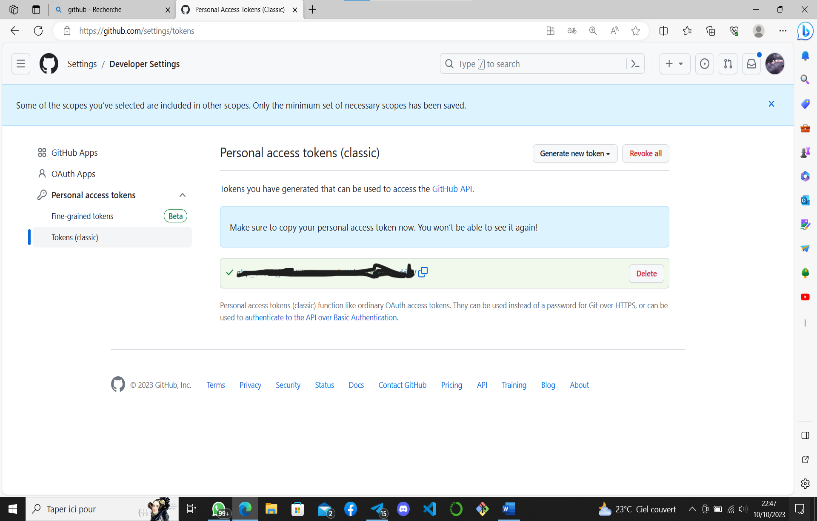 github - Recherche
Personal Access Tokens (Classic)
https://github.com/settings/tokens
Settings / Developer Settings
Type / to search
Some of the scopes you've selected are included in other scopes. Only the minimum set of necessary scopes has been saved.
GitHub Apps
OAuth Apps
Personal access tokens
Fine-grained tokens Beta
Tokens (classic)
Personal access tokens (classic)
Generate new token
Revoke all
Tokens you have generated that can be used to access the GitHub API.
Make sure to copy your personal access token now. You won't be able to see it again!
Delete
Personal access tokens (classic) function like ordinary OAuth access tokens. They can be used instead of a password for Git over HTTPS, or can be
used to authenticate to the API over Basic Authentication.
© 2023 GitHub, Inc. Terms Privacy Security Status Docs Contact GitHub Pricing API Training Blog About
Taper ici pour
99+
2
15
23°C Ciel couvert
22:47
10/10/2023